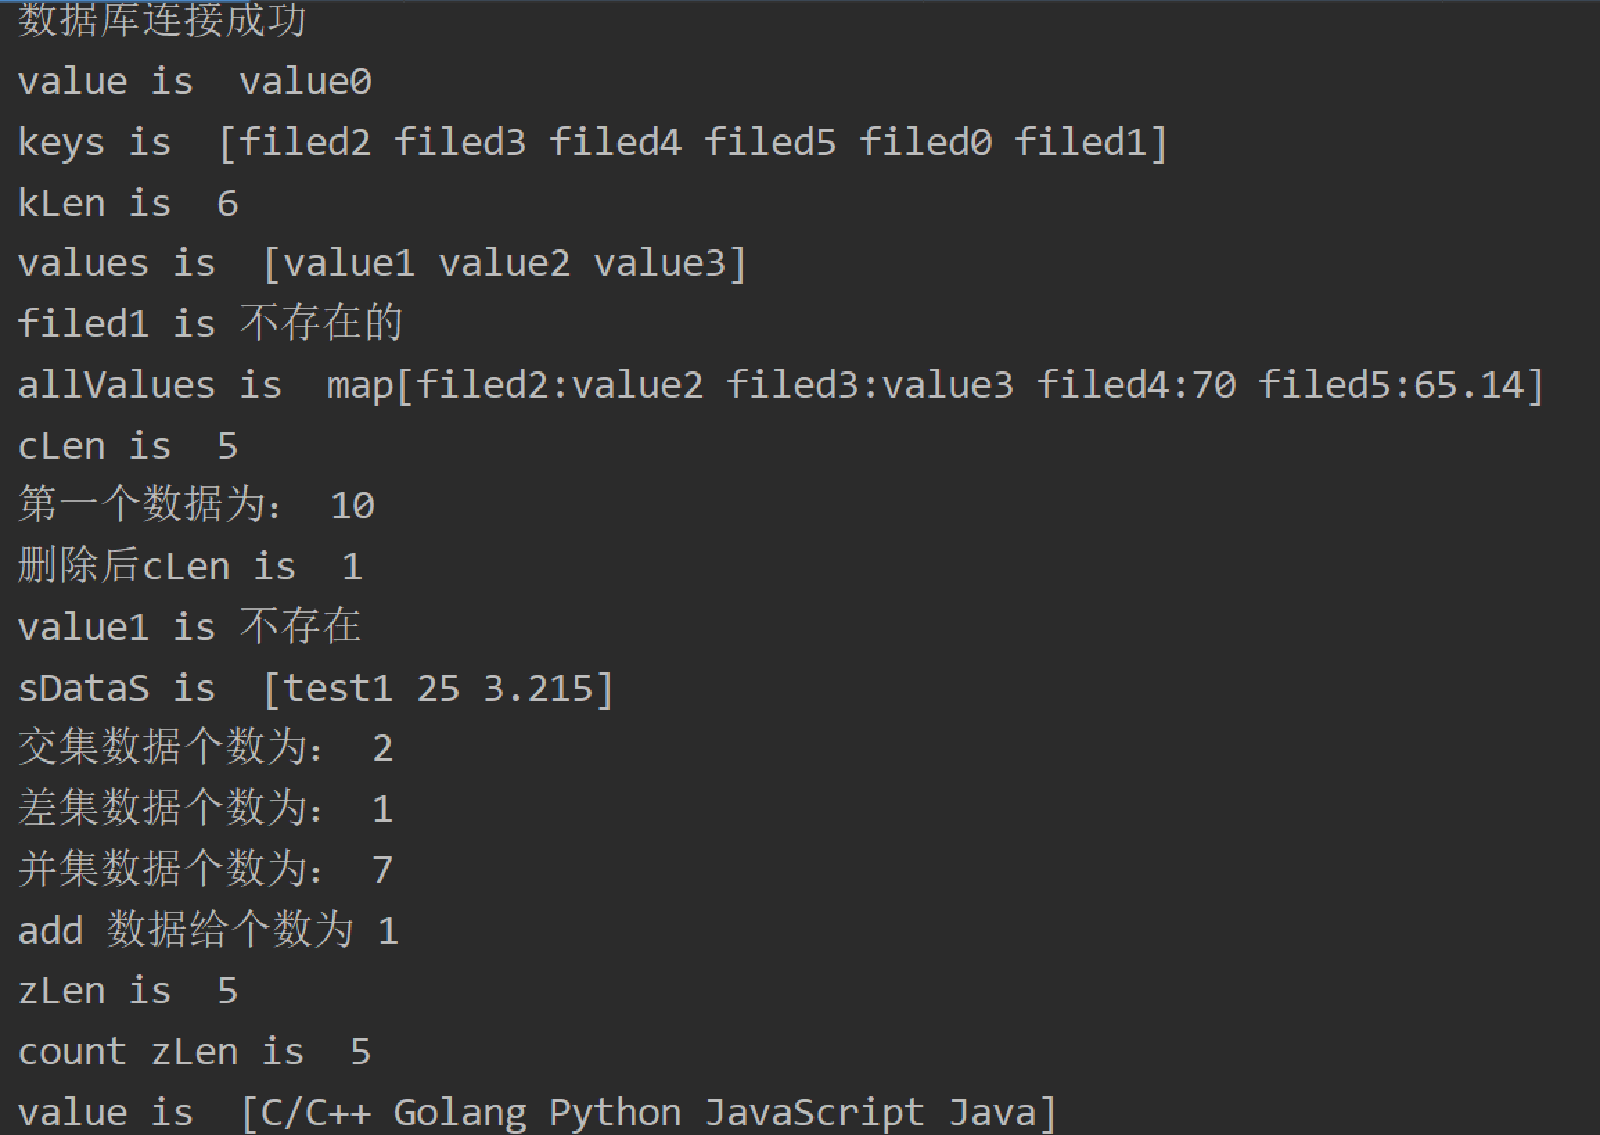 数据库连接成功
value is  value0
keys is  [filed2 filed3 filed4 filed5 filed0 filed1]
kLen is  6
values is  [value1 value2 value3]
filed1 is 不存在的
allValues is  map[filed2:value2 filed3:value3 filed4:70 filed5:65.14]
cLen is  5
第一个数据为： 10
删除后cLen is  1
value1 is 不存在
sDataS is  [test1 25 3.215]
交集数据个数为： 2
差集数据个数为： 1
并集数据个数为： 7
add 数据给个数为 1
zLen is  5
count zLen is  5
value is  [C/C++ Golang Python JavaScript Java]